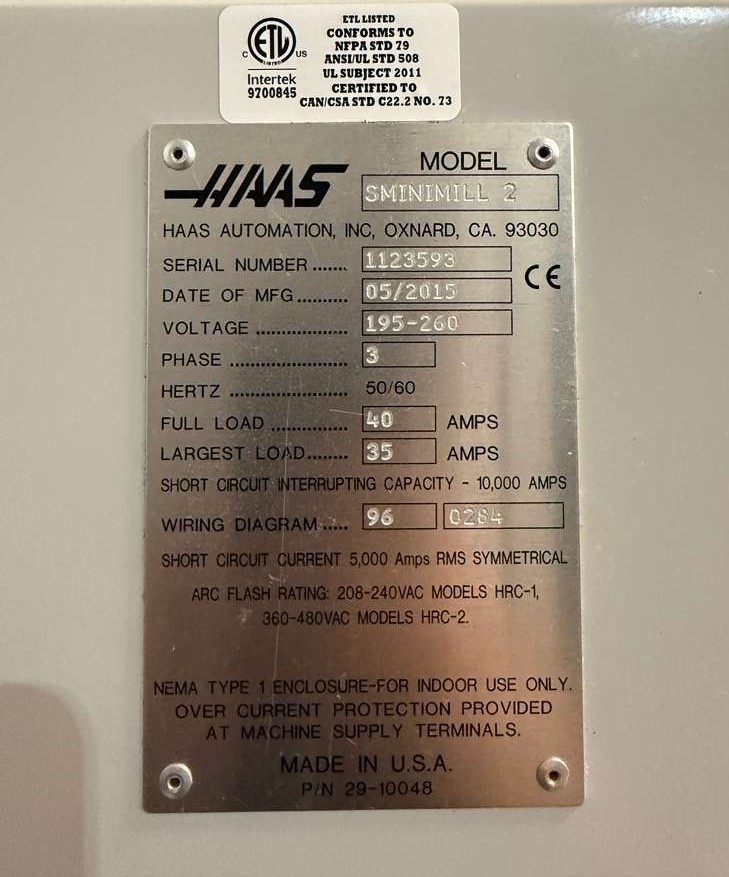 ETL LISTED
CONFORMS TO
NFPA STD 79
ANSI/UL STD 508
UL SUBJECT 2011
CERTIFIED TO
CAN/CSA STD C22.2 NO. 73
C ETL US
LISTED
Intertek
9700845
HAAS
MODEL
SMINIMILL 2
HAAS AUTOMATION, INC, OXNARD, CA. 93030
SERIAL NUMBER ....... 1123593
CE
DATE OF MFG.......... 05/2015
VOLTAGE .................. 195-260
PHASE ....................... 3
HERTZ ....................... 50/60
FULL LOAD ............... 40 AMPS
LARGEST LOAD........ 35 AMPS
SHORT CIRCUIT INTERRUPTING CAPACITY - 10,000 AMPS
WIRING DIAGRAM ..... 96 0284
SHORT CIRCUIT CURRENT 5,000 Amps RMS SYMMETRICAL
ARC FLASH RATING: 208-240VAC MODELS HRC-1,
360-480VAC MODELS HRC-2.
NEMA TYPE 1 ENCLOSURE-FOR INDOOR USE ONLY.
OVER CURRENT PROTECTION PROVIDED
AT MACHINE SUPPLY TERMINALS.
MADE IN U.S.A.
P/N 29-10048